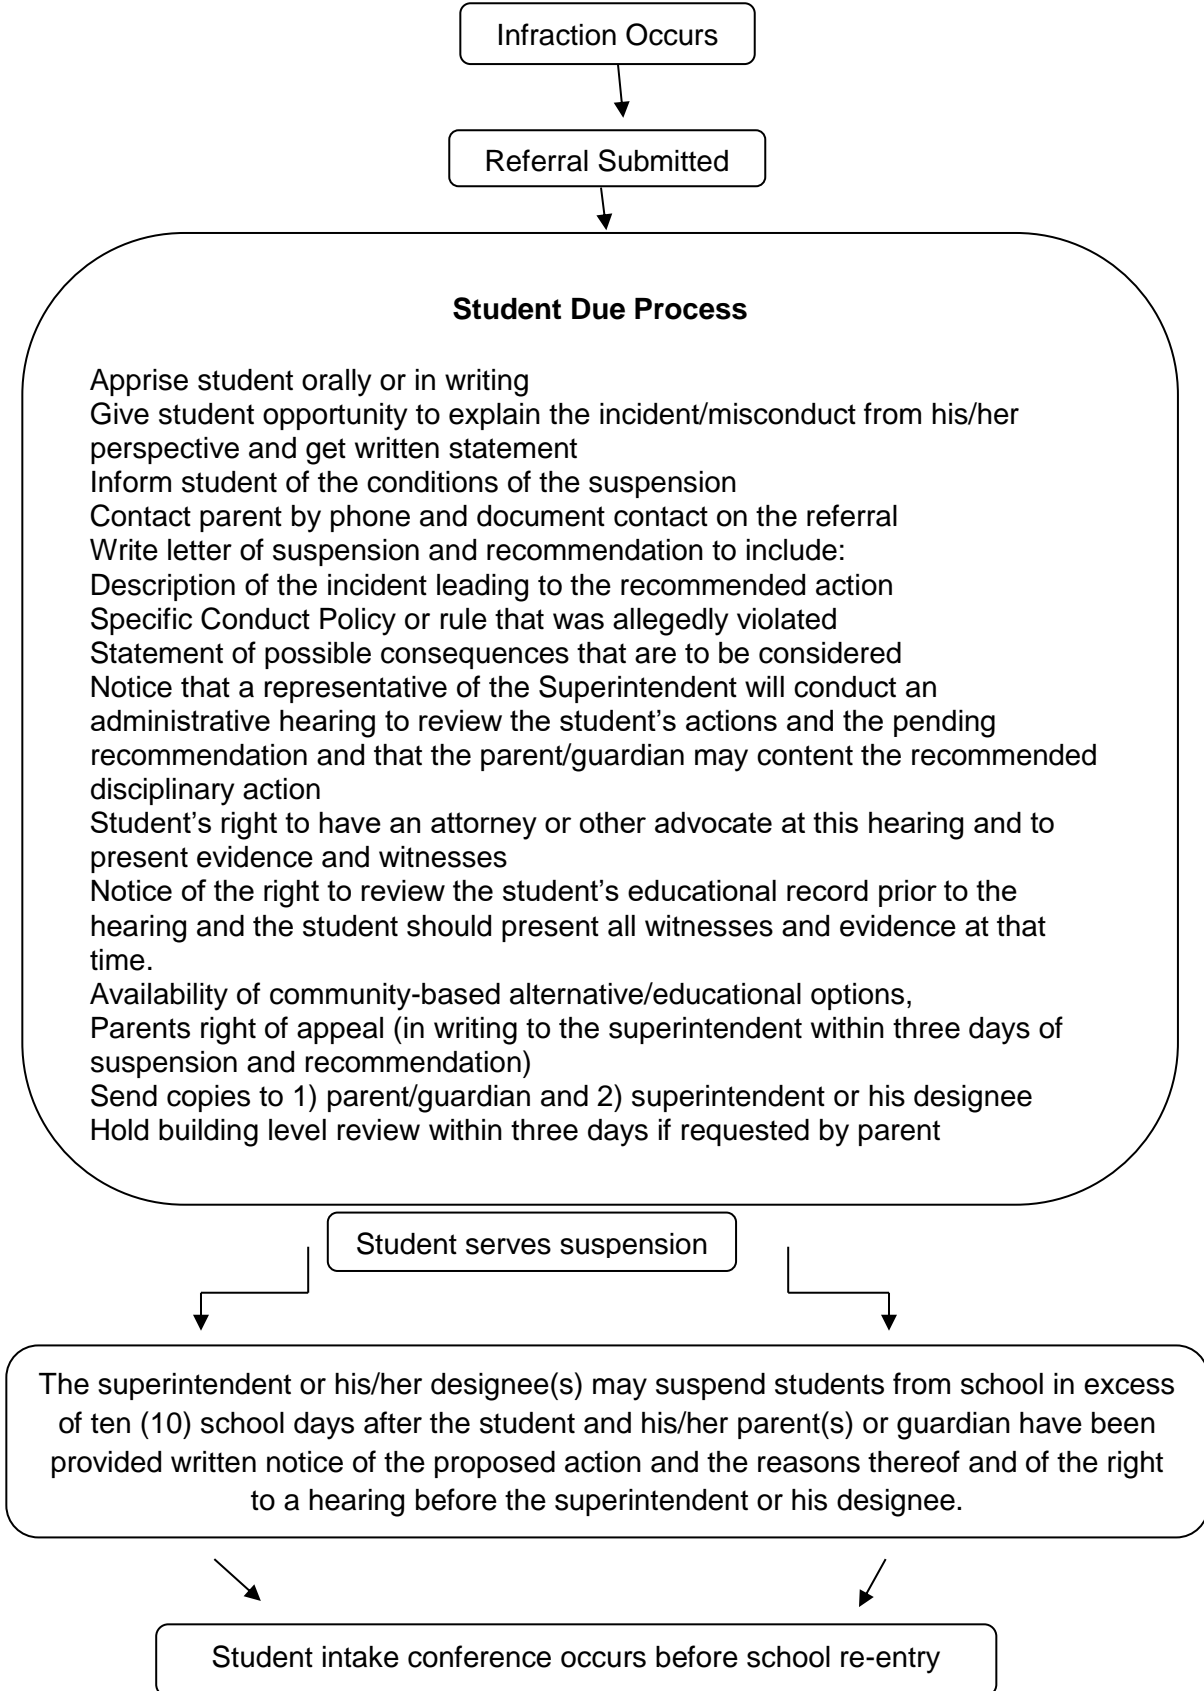 Infraction Occurs
Referral Submitted
Student Due Process
Apprise student orally or in writing
Give student opportunity to explain the incident/misconduct from his/her
perspective and get written statement
Inform student of the conditions of the suspension
Contact parent by phone and document contact on the referral
Write letter of suspension and recommendation to include:
Description of the incident leading to the recommended action
Specific Conduct Policy or rule that was allegedly violated
Statement of possible consequences that are to be considered
Notice that a representative of the Superintendent will conduct an
administrative hearing to review the student’s actions and the pending
recommendation and that the parent/guardian may content the recommended
disciplinary action
Student’s right to have an attorney or other advocate at this hearing and to
present evidence and witnesses
Notice of the right to review the student’s educational record prior to the
hearing and the student should present all witnesses and evidence at that
time.
Availability of community-based alternative/educational options,
Parents right of appeal (in writing to the superintendent within three days of
suspension and recommendation)
Send copies to 1) parent/guardian and 2) superintendent or his designee
Hold building level review within three days if requested by parent
Student serves suspension
The superintendent or his/her designee(s) may suspend students from school in excess
of ten (10) school days after the student and his/her parent(s) or guardian have been
provided written notice of the proposed action and the reasons thereof and of the right
to a hearing before the superintendent or his designee.
Student intake conference occurs before school re-entry